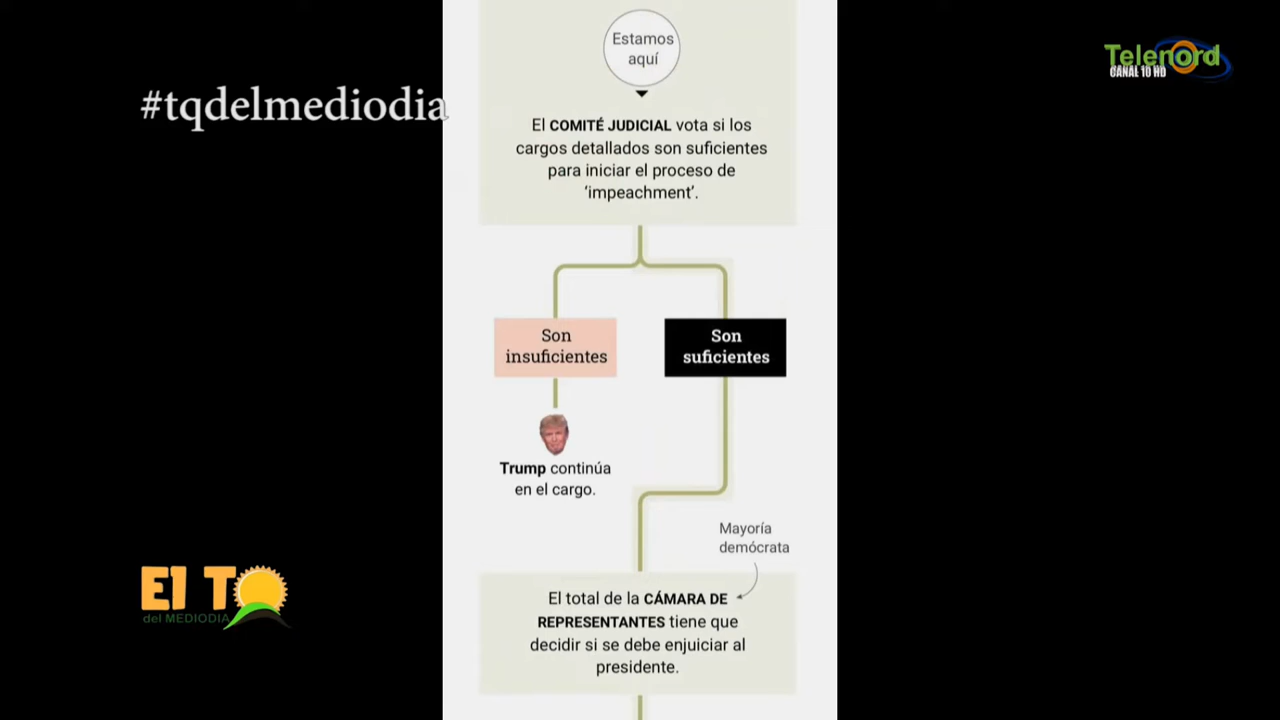 Estamos
aquí
Telenord
CANAL 10 HD
#tqdelmediodia
El COMITÉ JUDICIAL vota si los
cargos detallados son suficientes
para iniciar el proceso de
‘impeachment’.
Son
insuficientes
Son
suficientes
Trump continúa
en el cargo.
Mayoría
demócrata
El total de la CÁMARA DE
REPRESENTANTES tiene que
decidir si se debe enjuiciar al
presidente.
El T
del MEDIODIA